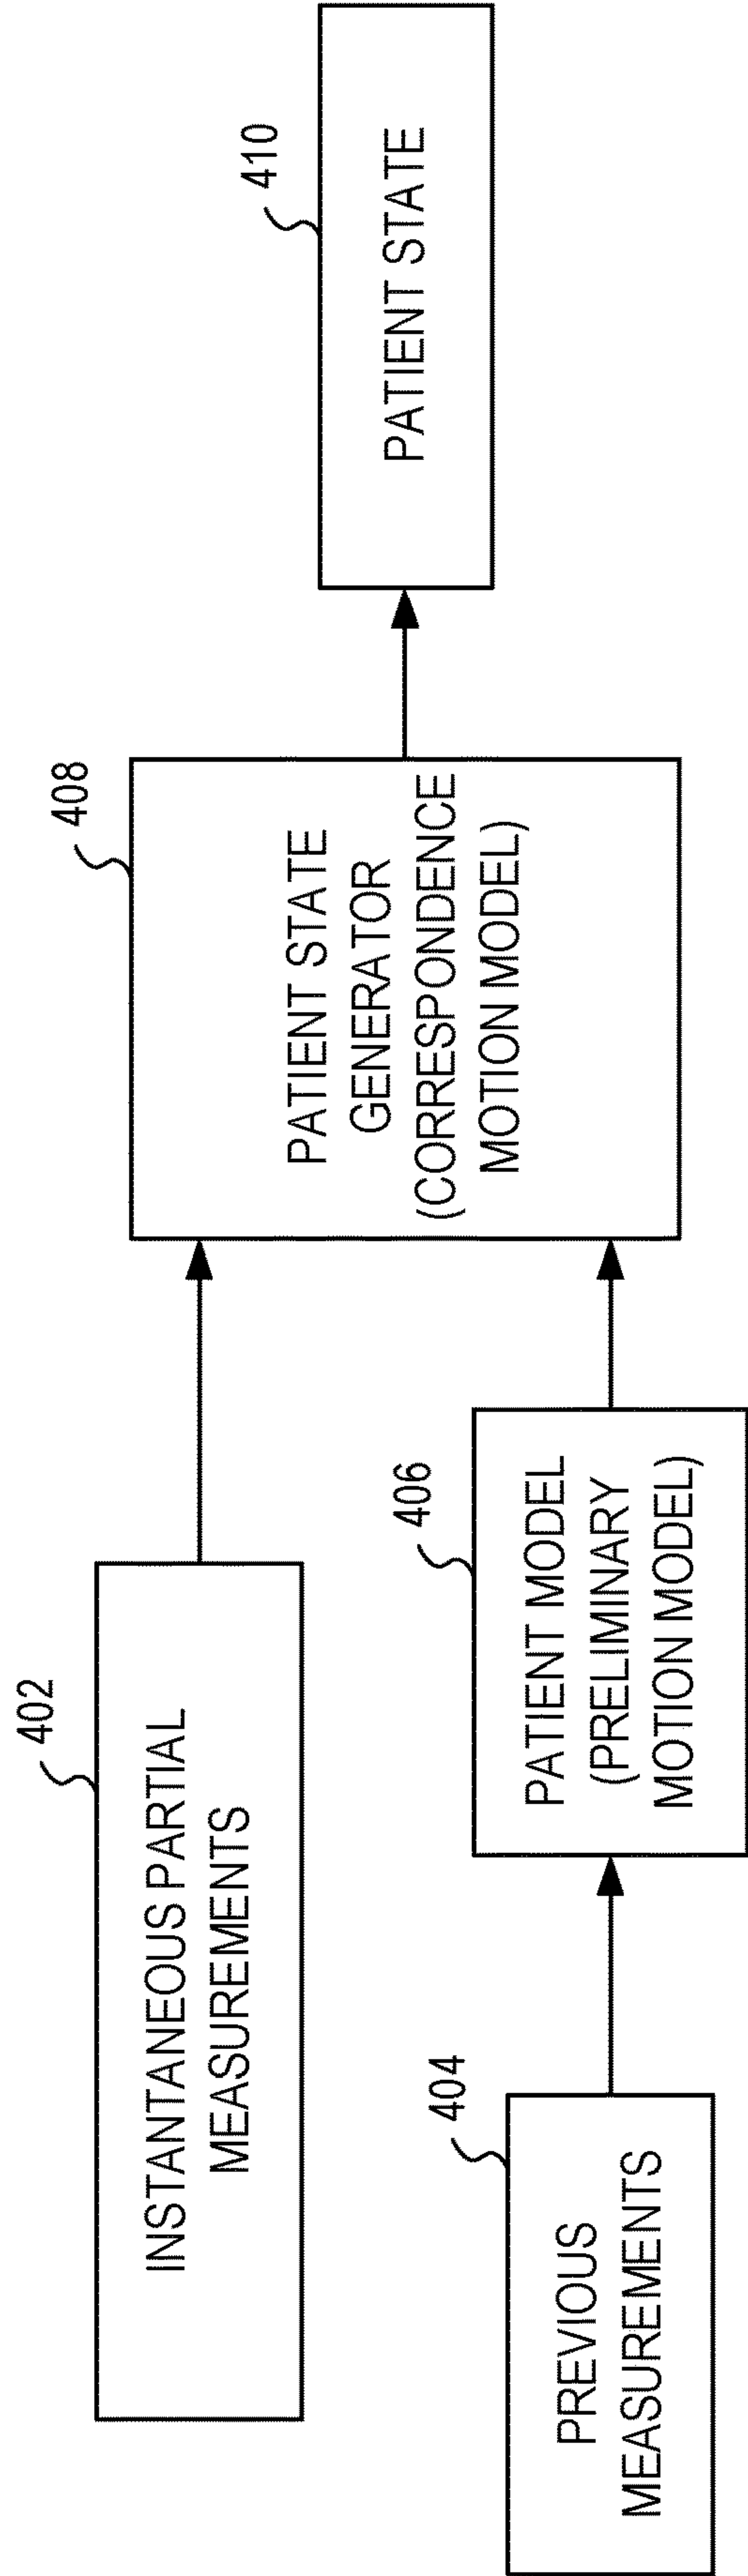 402
INSTANTANEOUS PARTIAL
MEASUREMENTS
404
PREVIOUS
MEASUREMENTS
406
PATIENT MODEL
(PRELIMINARY
MOTION MODEL)
408
PATIENT STATE
GENERATOR
(CORRESPONDENCE
MOTION MODEL)
410
PATIENT STATE